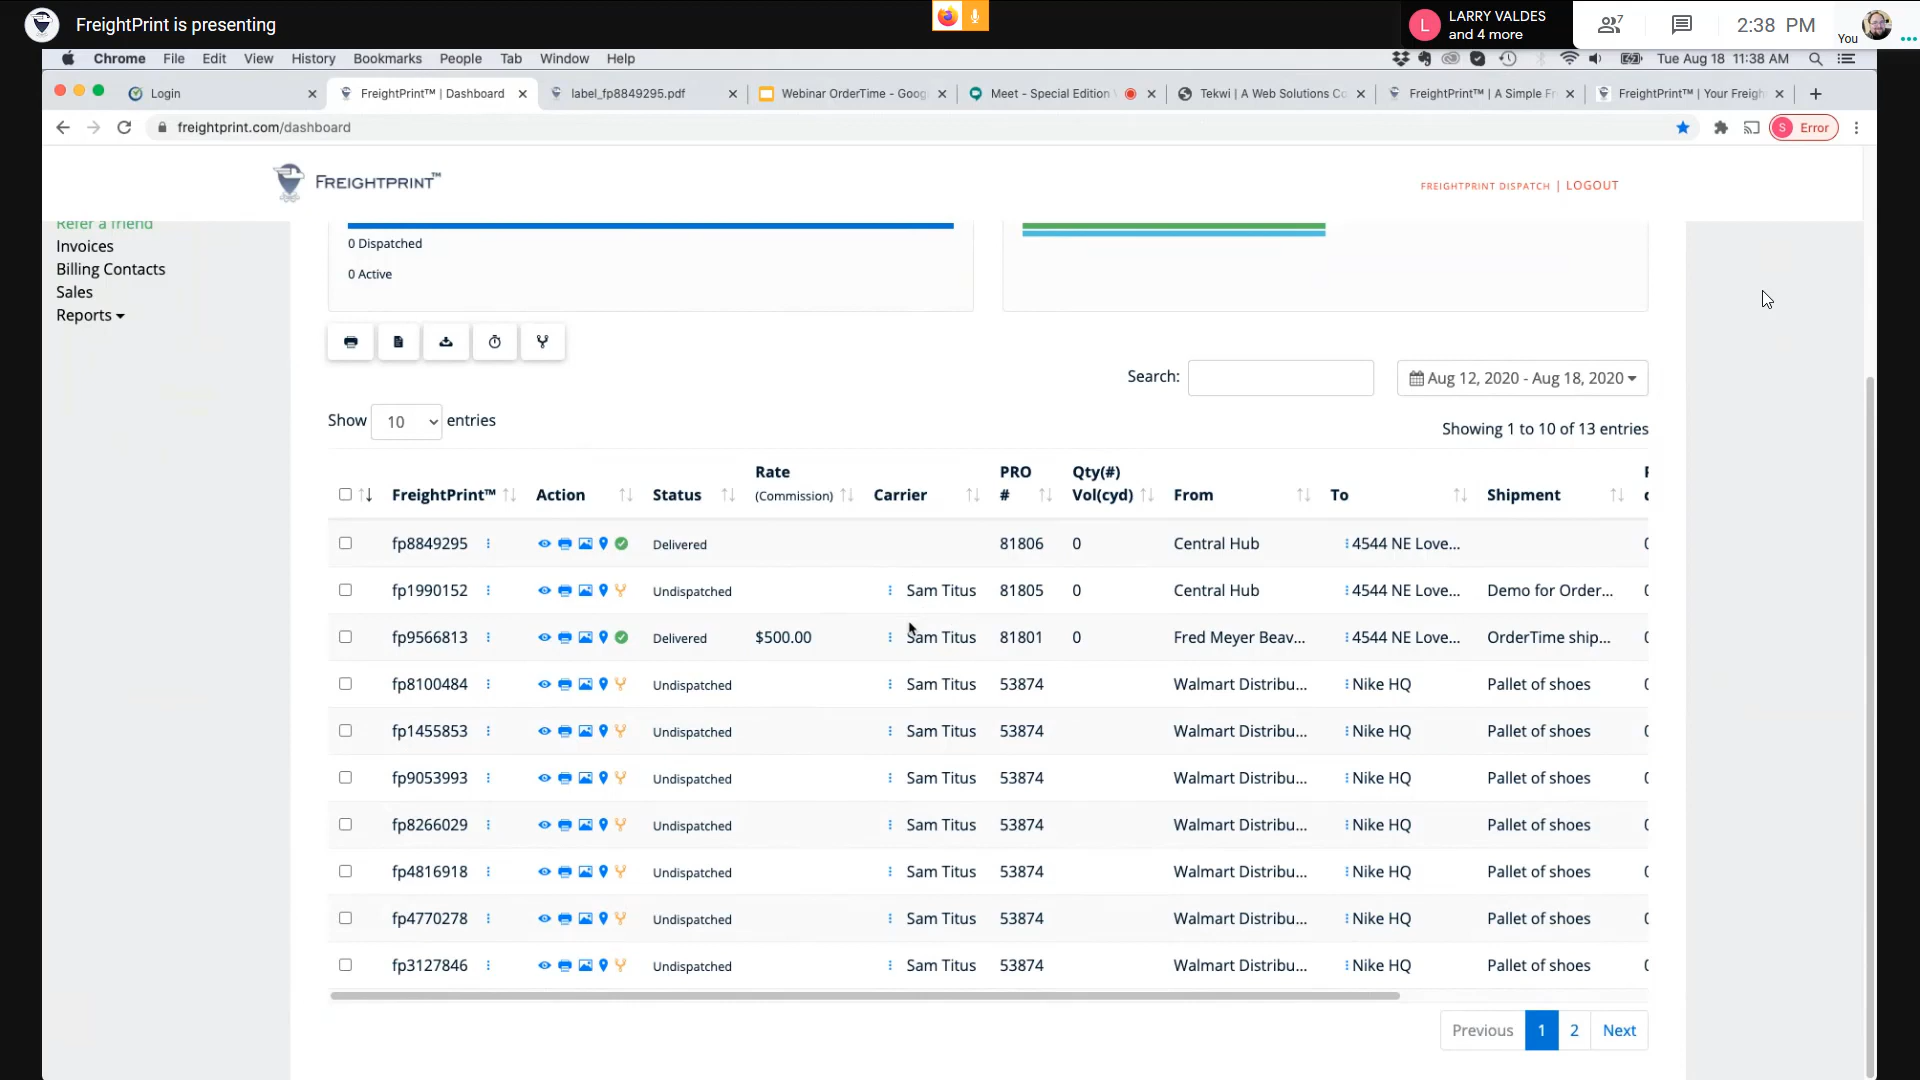 FreightPrint is presenting
L
LARRY VALDES
and 4 more
7
2:38 PM
You
Chrome File Edit View History Bookmarks People Tab Window Help
Tue Aug 18 11:38 AM
Login
FreightPrint™ | Dashboard
label_fp8849295.pdf
Webinar OrderTime - Goog
Meet - Special Edition
Tekwi | A Web Solutions Co
FreightPrint™ | A Simple Fr
FreightPrint™ | Your Freigh
freightprint.com/dashboard
S Error
FREIGHTPRINT™
FREIGHTPRINT DISPATCH | LOGOUT
Refer a friend
Invoices
Billing Contacts
Sales
Reports
0 Dispatched
0 Active
Search:
Aug 12, 2020 - Aug 18, 2020
Show 10 entries
Showing 1 to 10 of 13 entries
FreightPrint™ Action Status Rate (Commission) Carrier PRO # Qty(#) Vol(cyd) From To Shipment
fp8849295 Delivered 81806 0 Central Hub 4544 NE Love...
fp1990152 Undispatched Sam Titus 81805 0 Central Hub 4544 NE Love... Demo for Order...
fp9566813 Delivered $500.00 Sam Titus 81801 0 Fred Meyer Beav... 4544 NE Love... OrderTime ship...
fp8100484 Undispatched Sam Titus 53874 Walmart Distribu... Nike HQ Pallet of shoes
fp1455853 Undispatched Sam Titus 53874 Walmart Distribu... Nike HQ Pallet of shoes
fp9053993 Undispatched Sam Titus 53874 Walmart Distribu... Nike HQ Pallet of shoes
fp8266029 Undispatched Sam Titus 53874 Walmart Distribu... Nike HQ Pallet of shoes
fp4816918 Undispatched Sam Titus 53874 Walmart Distribu... Nike HQ Pallet of shoes
fp4770278 Undispatched Sam Titus 53874 Walmart Distribu... Nike HQ Pallet of shoes
fp3127846 Undispatched Sam Titus 53874 Walmart Distribu... Nike HQ Pallet of shoes
Previous 1 2 Next